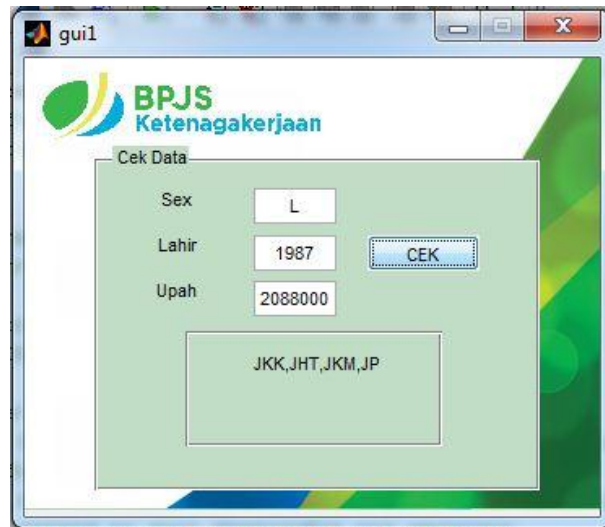 gui1
BPJS
Ketenagakerjaan
Cek Data
Sex L
Lahir 1987 CEK
Upah 2088000
JKK,JHT,JKM,JP